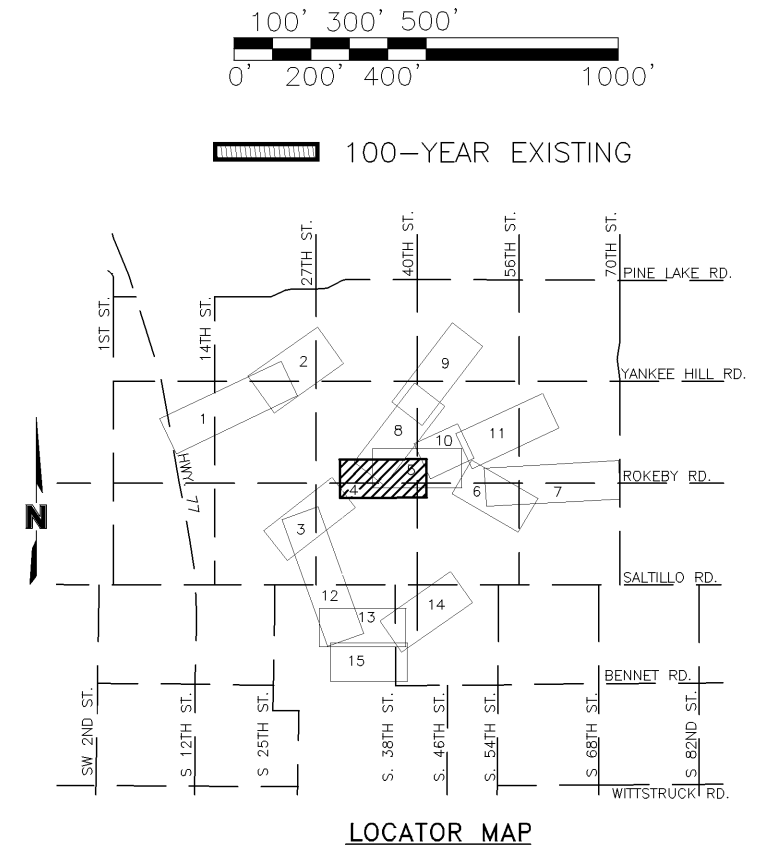 100' 300' 500'
0' 200' 400' 1000'
100-YEAR EXISTING
1ST ST.
14TH ST.
27TH ST.
40TH ST.
56TH ST.
70TH ST.
PINE LAKE RD.
2
9
YANKEE HILL RD.
1
8
10
11
HWY 77
5
ROKEBY RD.
4
6
7
N
3
SALTILLO RD.
12
13
14
15
BENNET RD.
SW 2ND ST.
S 12TH ST.
S 25TH ST.
S. 38TH ST.
S. 46TH ST.
S. 54TH ST.
S 68TH ST.
S 82ND ST.
WITTSTRUCK RD.
LOCATOR MAP